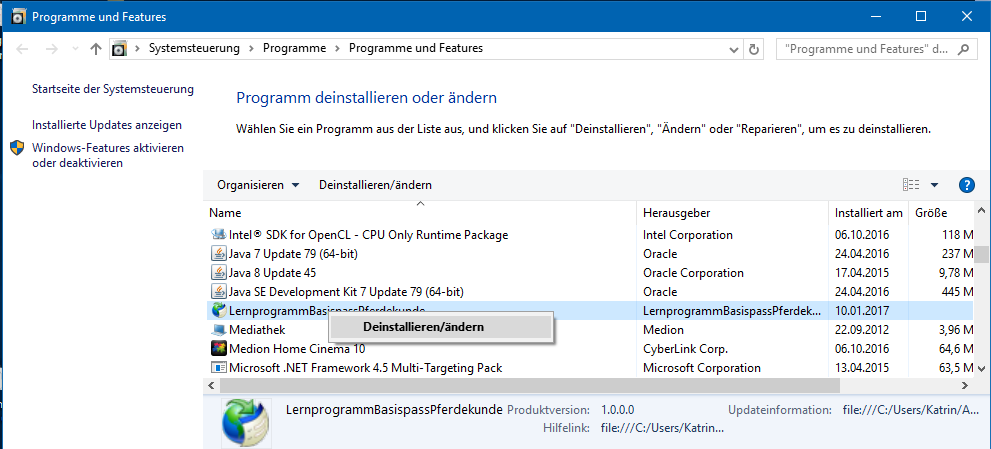 Programme und Features
Systemsteuerung Programme Programme und Features "Programme und Features" d...
Startseite der Systemsteuerung
Installierte Updates anzeigen
Windows-Features aktivieren
oder deaktivieren
Programm deinstallieren oder ändern
Wählen Sie ein Programm aus der Liste aus, und klicken Sie auf "Deinstallieren", "Ändern" oder "Reparieren", um es zu deinstallieren.
Organisieren Deinstallieren/ändern
Name Herausgeber Installiert am Größe
Intel® SDK for OpenCL - CPU Only Runtime Package Intel Corporation 06.10.2016 118 M
Java 7 Update 79 (64-bit) Oracle 24.04.2016 237 M
Java 8 Update 45 Oracle Corporation 17.04.2015 9,78 M
Java SE Development Kit 7 Update 79 (64-bit) Oracle 24.04.2016 445 M
LernprogrammBasispassPferdekunde LernprogrammBasispassPferdek... 10.01.2017
Deinstallieren/ändern
Mediathek Medion 22.09.2012 3,96 M
Medion Home Cinema 10 CyberLink Corp. 06.10.2016 64,6 M
Microsoft .NET Framework 4.5 Multi-Targeting Pack Microsoft Corporation 13.04.2015 63,5 M
LernprogrammBasispassPferdekunde Produktversion: 1.0.0.0 Updateinformation: file:///C:/Users/Katrin/A...
Hilfelink: file:///C:/Users/Katrin...